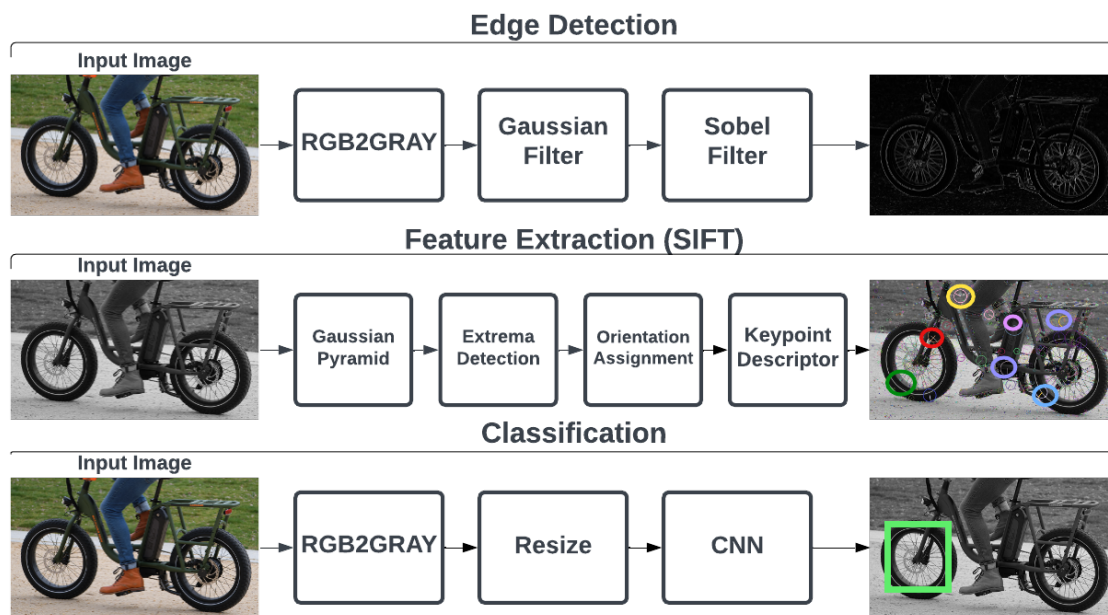 Edge Detection
Input Image
RGB2GRAY
Gaussian
Filter
Sobel
Filter
Feature Extraction (SIFT)
Input Image
Gaussian
Pyramid
Extrema
Detection
Orientation
Assignment
Keypoint
Descriptor
Classification
Input Image
RGB2GRAY
Resize
CNN